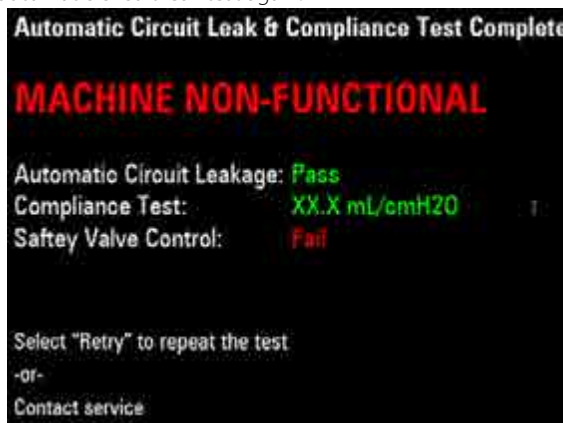 Automatic Circuit Leak & Compliance Test Complete
MACHINE NON-FUNCTIONAL
Automatic Circuit Leakage: Pass
Compliance Test: XX.X mL/cmH2O
Saftey Valve Control: Fail
Select "Retry" to repeat the test
-or-
Contact service